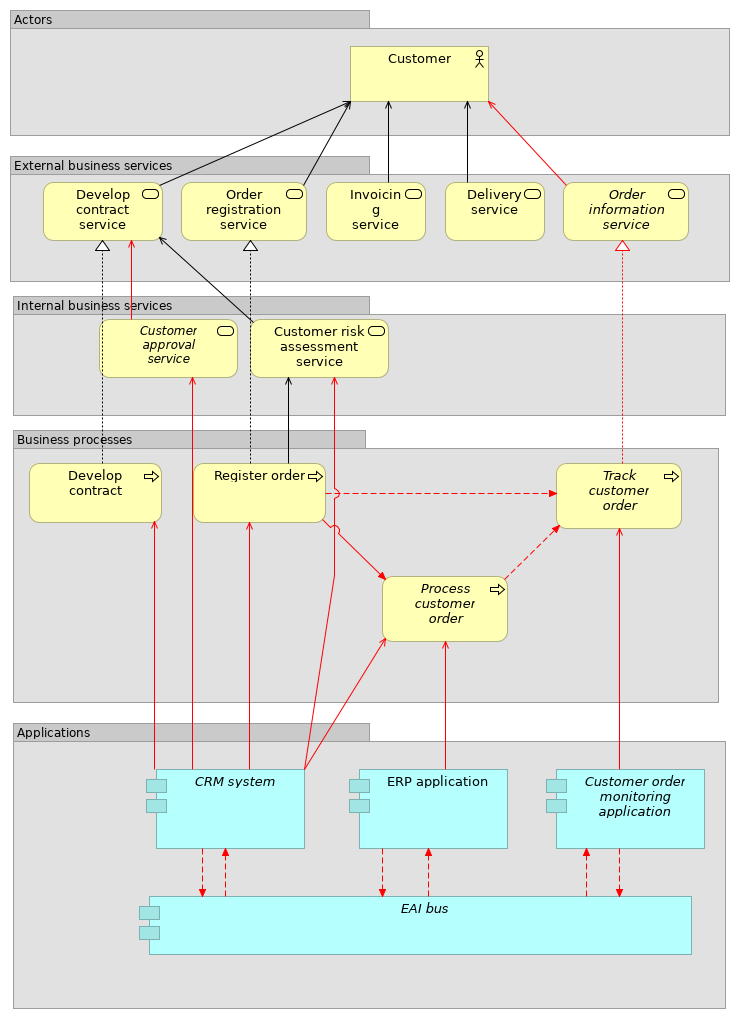 Actors
Customer
External business services
Develop
contract
service
Order
registration
service
Invoicin
g
service
Delivery
service
Order
information
service
Internal business services
Customer
approval
service
Customer risk
assessment
service
Business processes
Develop
contract
Register order
Track
customer
order
Process
customer
order
Applications
CRM system
ERP application
Customer order
monitoring
application
EAI bus